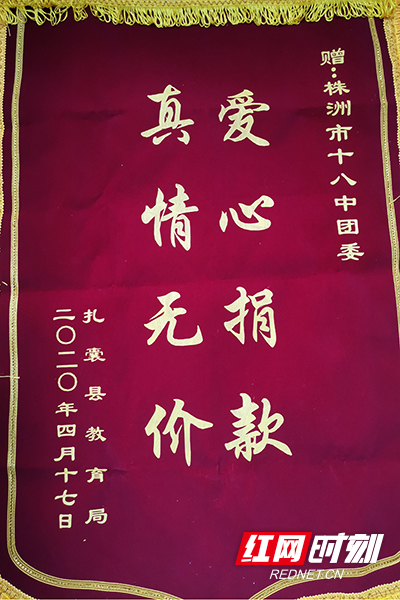 赠：株洲市十八中团委
爱心捐款
真情无价
扎囊县教育局
二〇二〇年四月十七日
红网时刻
REDNET.CN